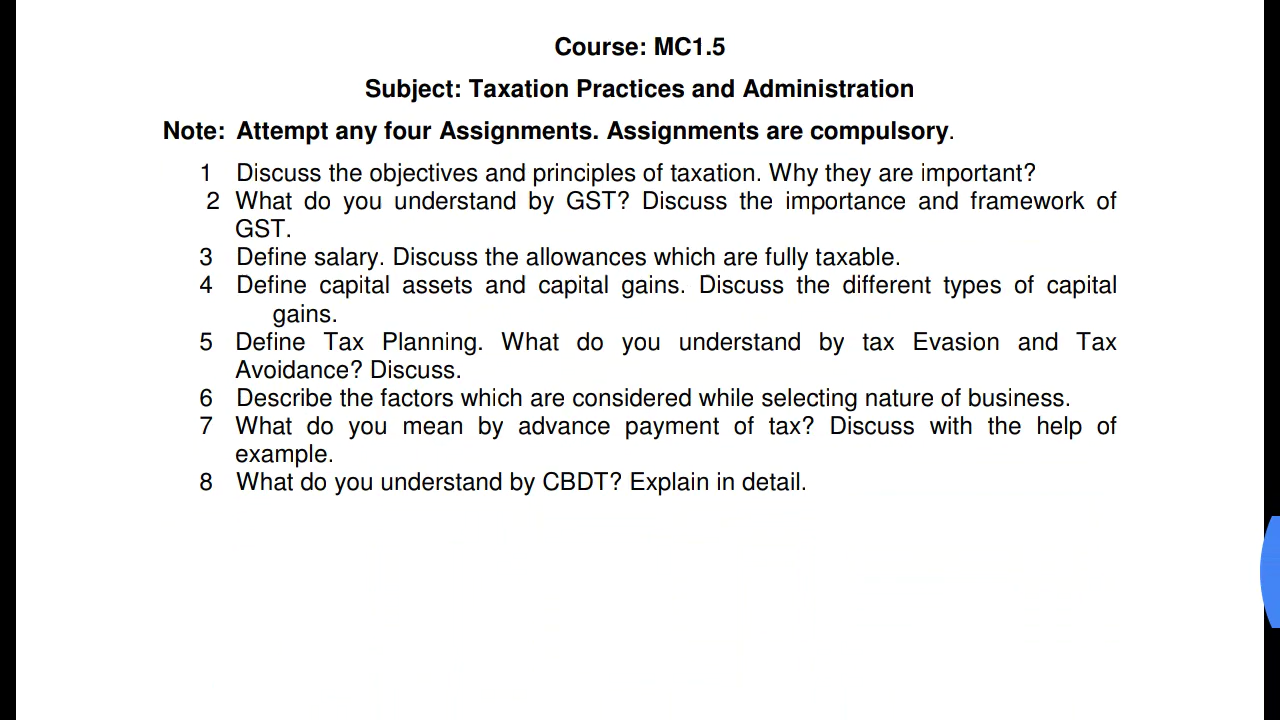 Course: MC1.5
Subject: Taxation Practices and Administration
Note: Attempt any four Assignments. Assignments are compulsory.
1 Discuss the objectives and principles of taxation. Why they are important?
2 What do you understand by GST? Discuss the importance and framework of
GST.
3 Define salary. Discuss the allowances which are fully taxable.
4 Define capital assets and capital gains. Discuss the different types of capital
gains.
5 Define Tax Planning. What do you understand by tax Evasion and Tax
Avoidance? Discuss.
6 Describe the factors which are considered while selecting nature of business.
7 What do you mean by advance payment of tax? Discuss with the help of
example.
8 What do you understand by CBDT? Explain in detail.